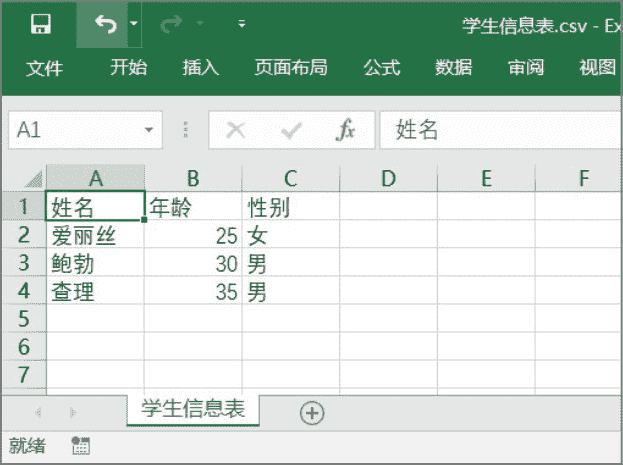 学生信息表.csv - Ex
文件 开始 插入 页面布局 公式 数据 审阅 视图
A1 fx 姓名
A B C D E F
1 姓名 年龄 性别
2 爱丽丝 25 女
3 鲍勃 30 男
4 查理 35 男
5
6
7
学生信息表
就绪